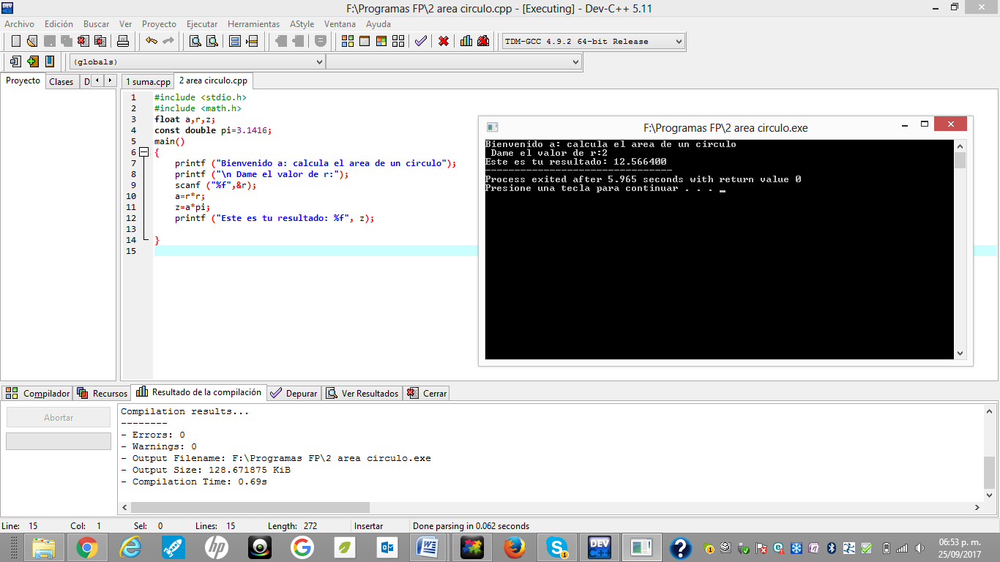 F:\Programas FP\2 area circulo.cpp - [Executing] - Dev-C++ 5.11
Archivo Edición Buscar Ver Proyecto Ejecutar Herramientas AStyle Ventana Ayuda
TDM-GCC 4.9.2 64-bit Release
(globals)
Proyecto Clases D
1 suma.cpp 2 area circulo.cpp
1 #include <stdio.h>
2 #include <math.h>
3 float a,r,z;
4 const double pi=3.1416;
5 main()
6 {
7 printf ("Bienvenido a: calcula el area de un circulo");
8 printf ("\n Dame el valor de r:");
9 scanf ("%f",&r);
10 a=r*r;
11 z=a*pi;
12 printf ("Este es tu resultado: %f", z);
13
14 }
15
F:\Programas FP\2 area circulo.exe
Bienvenido a: calcula el area de un circulo
Dame el valor de r:2
Este es tu resultado: 12.566400
--------------------------------
Process exited after 5.965 seconds with return value 0
Presione una tecla para continuar . . .
Compilador Recursos Resultado de la compilación Depurar Ver Resultados Cerrar
Abortar
Compilation results...
--------
- Errors: 0
- Warnings: 0
- Output Filename: F:\Programas FP\2 area circulo.exe
- Output Size: 128.671875 KiB
- Compilation Time: 0.69s
Line: 15 Col: 1 Sel: 0 Lines: 15 Length: 272 Insertar Done parsing in 0.062 seconds
06:53 p. m.
25/09/2017